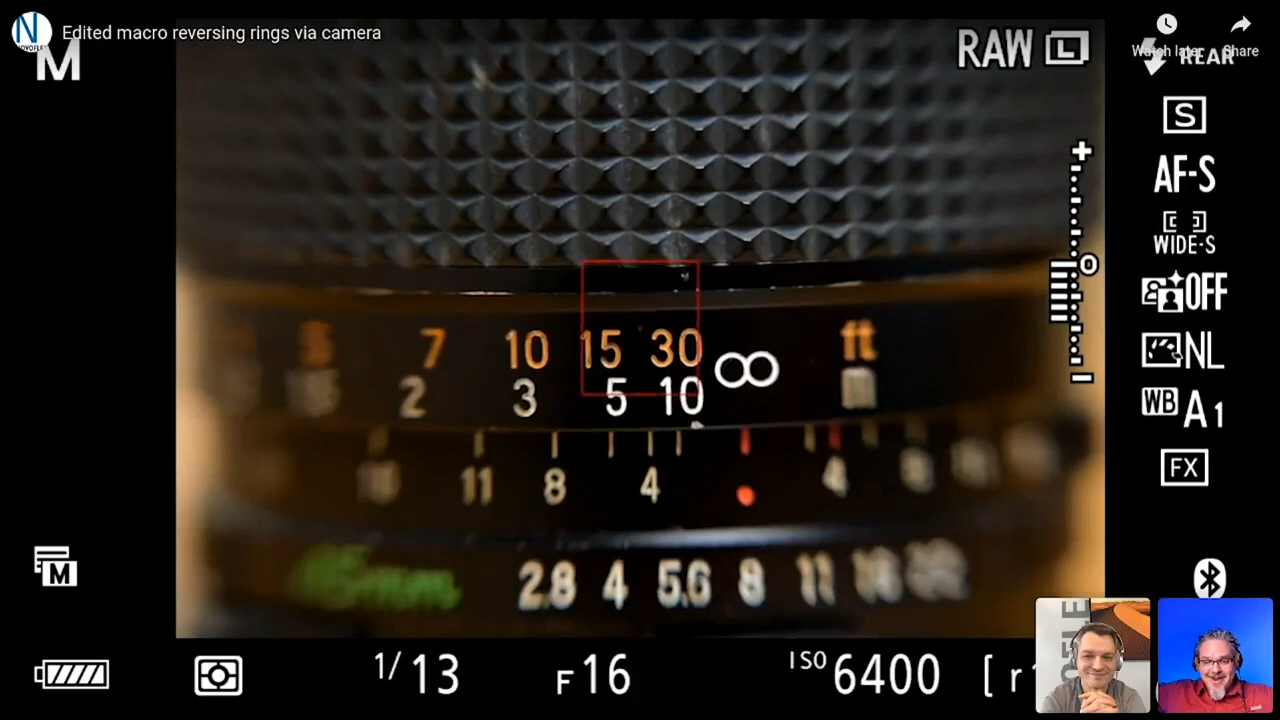 Edited macro reversing rings via camera
Watch later Share
M
RAW L
REAR
S
AF-S
WIDE-S
OFF
NL
WB A1
FX
7 10 15 30 ft
2 3 5 10 ∞
11 8 4 4
2.8 4 5.6 8 11
M
1/13 F16 ISO 6400 [ r